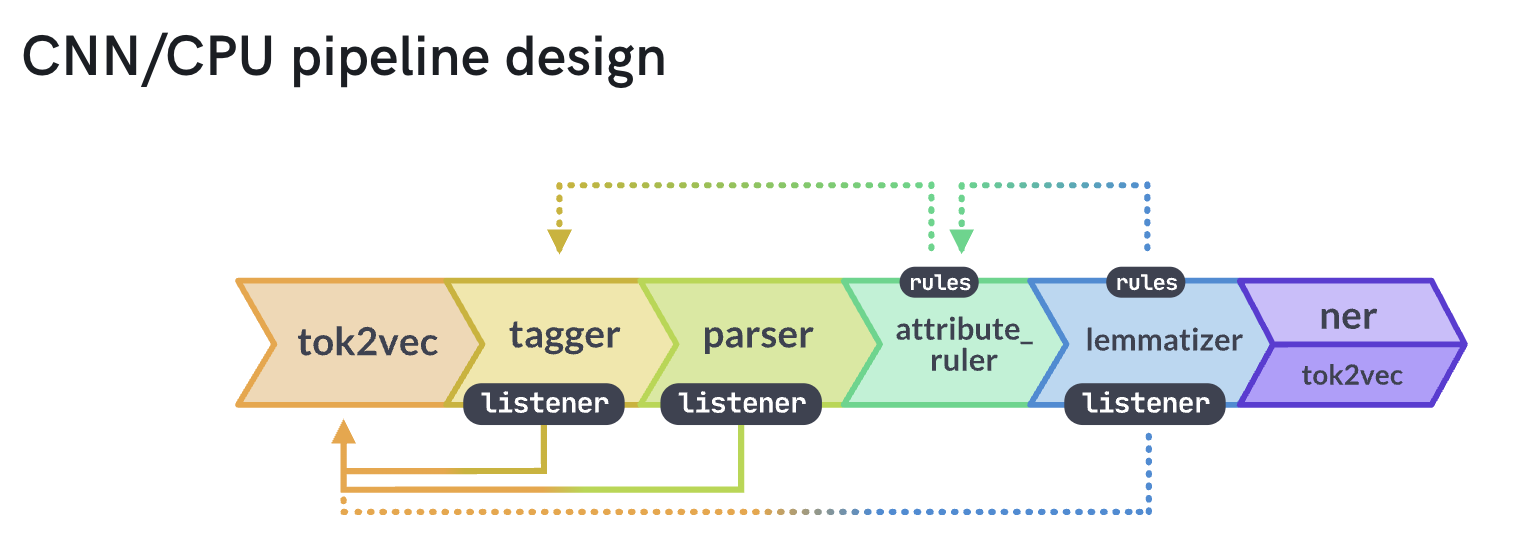 CNN/CPU pipeline design
rules
rules
tok2vec
tagger
parser
attribute_
ruler
lemmatizer
ner
tok2vec
listener
listener
listener